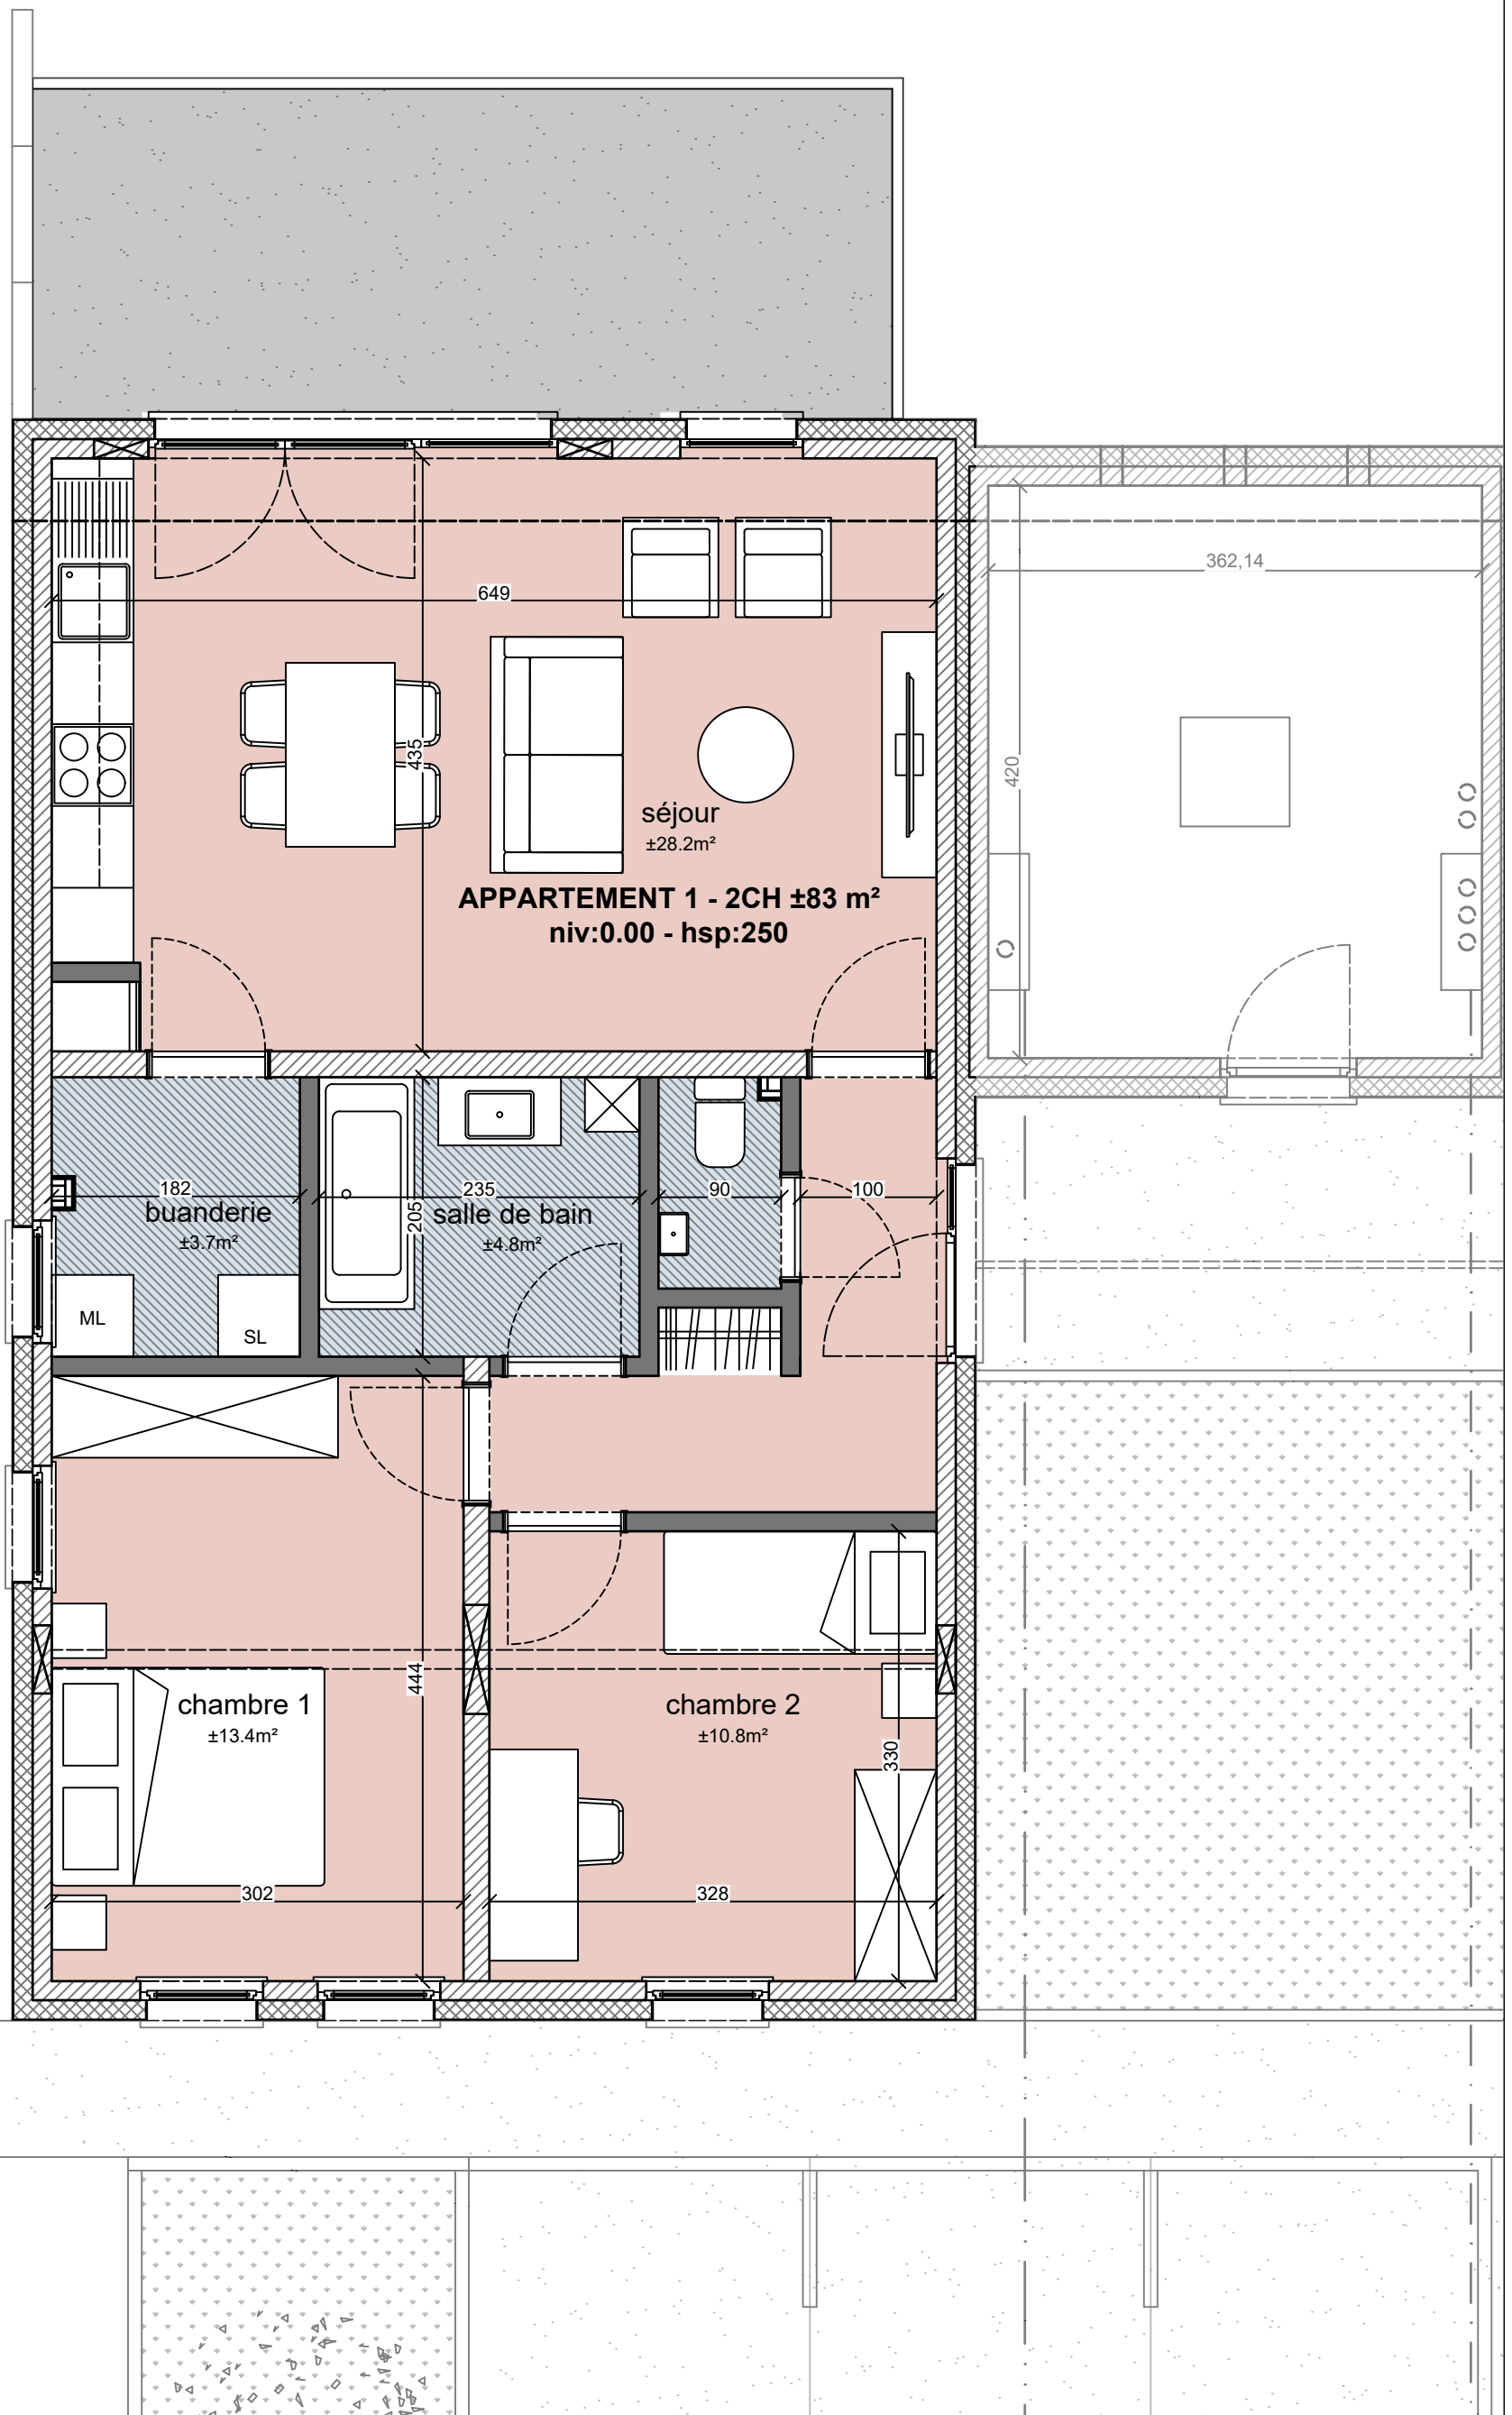 362,14
649
435
420
séjour
±28.2m²
APPARTEMENT 1 - 2CH ±83 m²
niv:0.00 - hsp:250
182
235
90
100
buanderie
±3.7m²
205
salle de bain
±4.8m²
ML
SL
444
chambre 1
±13.4m²
chambre 2
±10.8m²
330
302
328